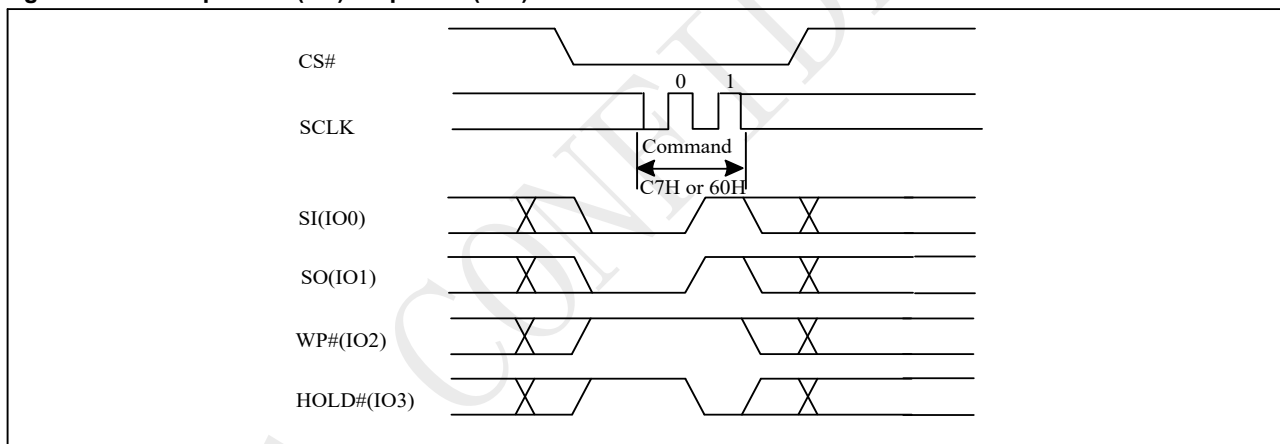 CS#
0 1
SCLK
Command
C7H or 60H
SI(IO0)
SO(IO1)
WP#(IO2)
HOLD#(IO3)